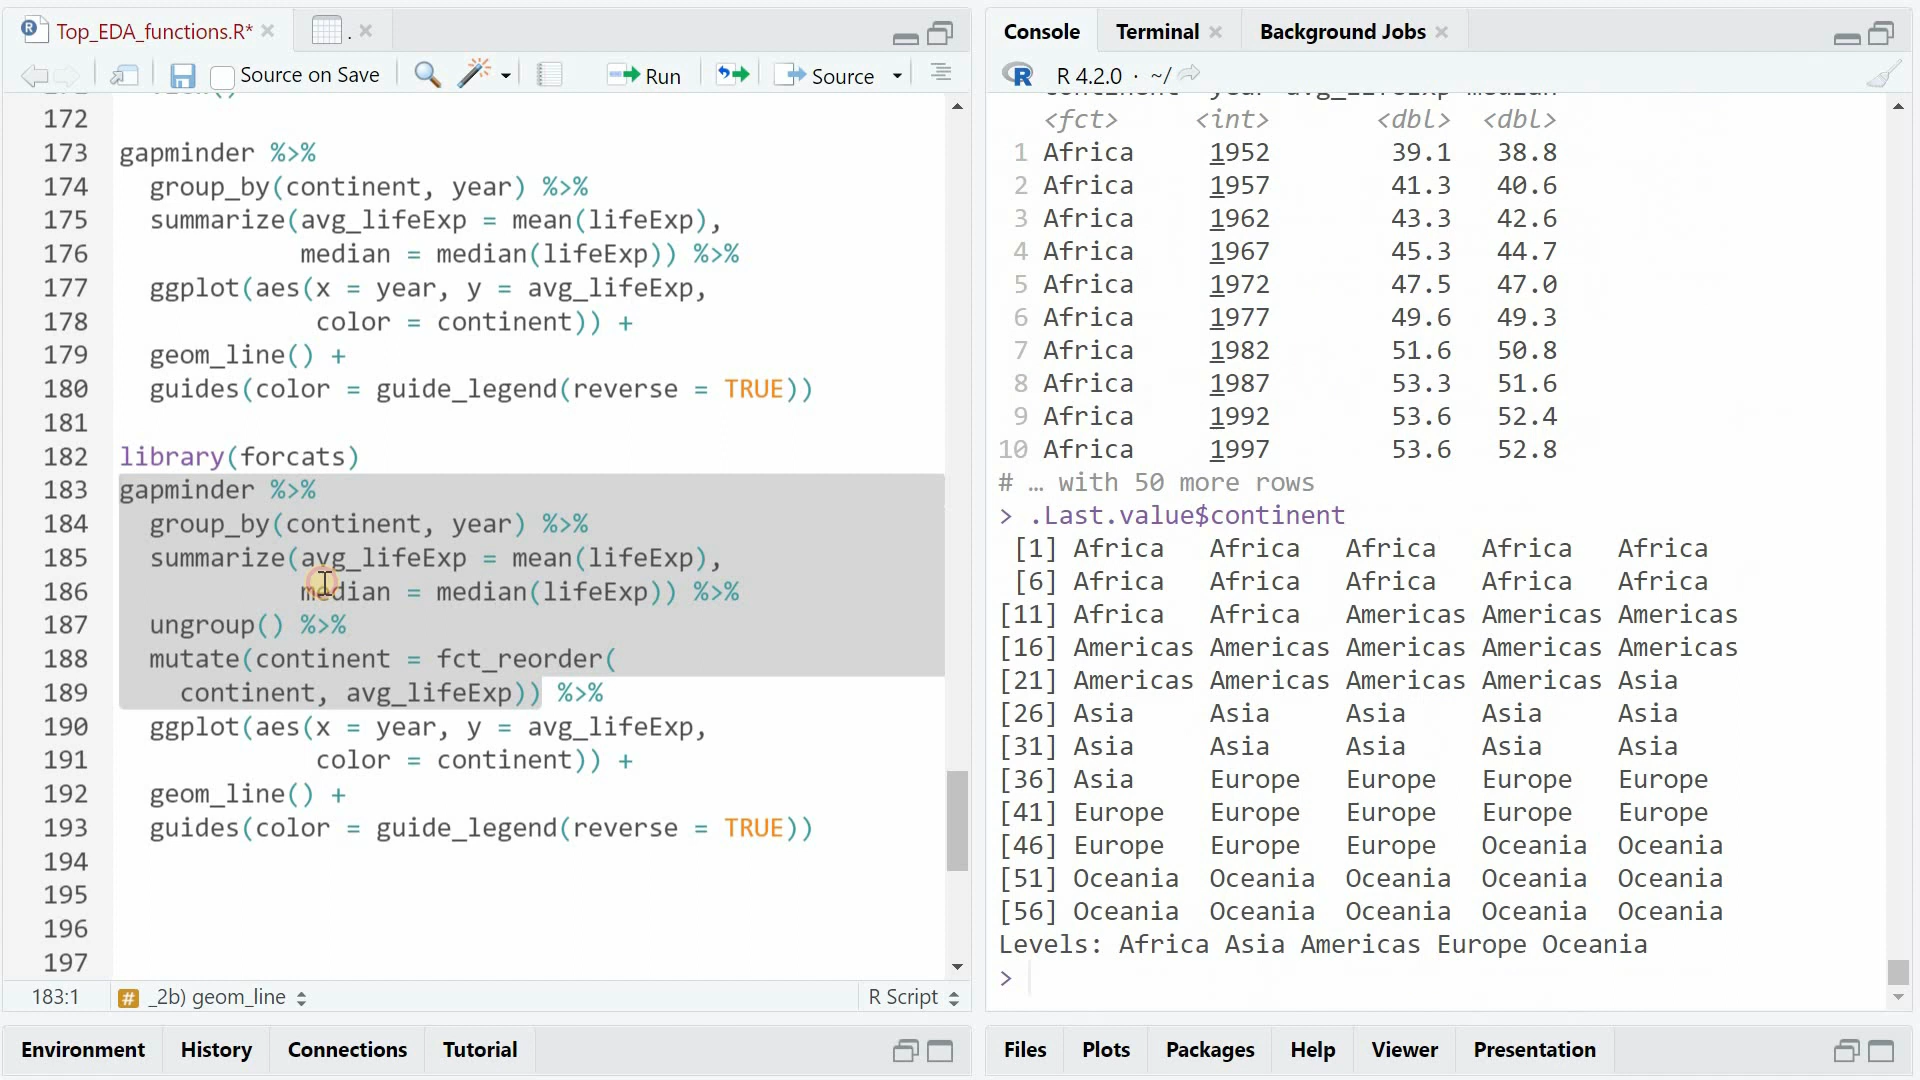 Top_EDA_functions.R*
.
Source on Save
Run
Source
172
173 gapminder %>%
174 group_by(continent, year) %>%
175 summarize(avg_lifeExp = mean(lifeExp),
176 median = median(lifeExp)) %>%
177 ggplot(aes(x = year, y = avg_lifeExp,
178 color = continent)) +
179 geom_line() +
180 guides(color = guide_legend(reverse = TRUE))
181
182 library(forcats)
183 gapminder %>%
184 group_by(continent, year) %>%
185 summarize(avg_lifeExp = mean(lifeExp),
186 median = median(lifeExp)) %>%
187 ungroup() %>%
188 mutate(continent = fct_reorder(
189 continent, avg_lifeExp)) %>%
190 ggplot(aes(x = year, y = avg_lifeExp,
191 color = continent)) +
192 geom_line() +
193 guides(color = guide_legend(reverse = TRUE))
194
195
196
197
183:1 # _2b) geom_line R Script
Environment History Connections Tutorial
Console Terminal Background Jobs
R 4.2.0 · ~/
<fct> <int> <dbl> <dbl>
1 Africa 1952 39.1 38.8
2 Africa 1957 41.3 40.6
3 Africa 1962 43.3 42.6
4 Africa 1967 45.3 44.7
5 Africa 1972 47.5 47.0
6 Africa 1977 49.6 49.3
7 Africa 1982 51.6 50.8
8 Africa 1987 53.3 51.6
9 Africa 1992 53.6 52.4
10 Africa 1997 53.6 52.8
# … with 50 more rows
> .Last.value$continent
[1] Africa Africa Africa Africa Africa
[6] Africa Africa Africa Africa Africa
[11] Africa Africa Americas Americas Americas
[16] Americas Americas Americas Americas Americas
[21] Americas Americas Americas Americas Asia
[26] Asia Asia Asia Asia Asia
[31] Asia Asia Asia Asia Asia
[36] Asia Europe Europe Europe Europe
[41] Europe Europe Europe Europe Europe
[46] Europe Europe Europe Oceania Oceania
[51] Oceania Oceania Oceania Oceania Oceania
[56] Oceania Oceania Oceania Oceania Oceania
Levels: Africa Asia Americas Europe Oceania
>
Files Plots Packages Help Viewer Presentation